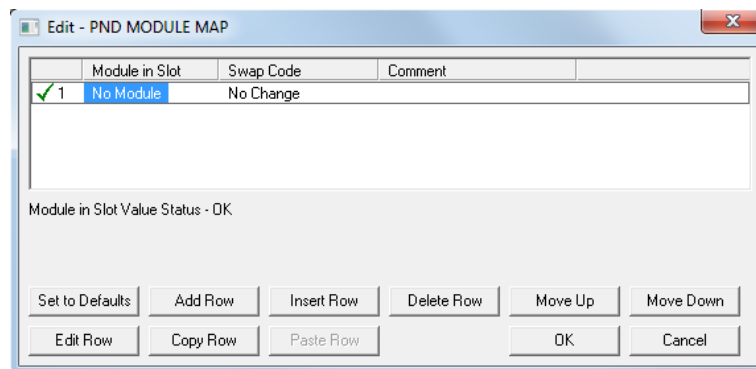 Edit - PND MODULE MAP
Module in Slot Swap Code Comment
1 No Module No Change
Module in Slot Value Status - OK
Set to Defaults Add Row Insert Row Delete Row Move Up Move Down
Edit Row Copy Row Paste Row OK Cancel